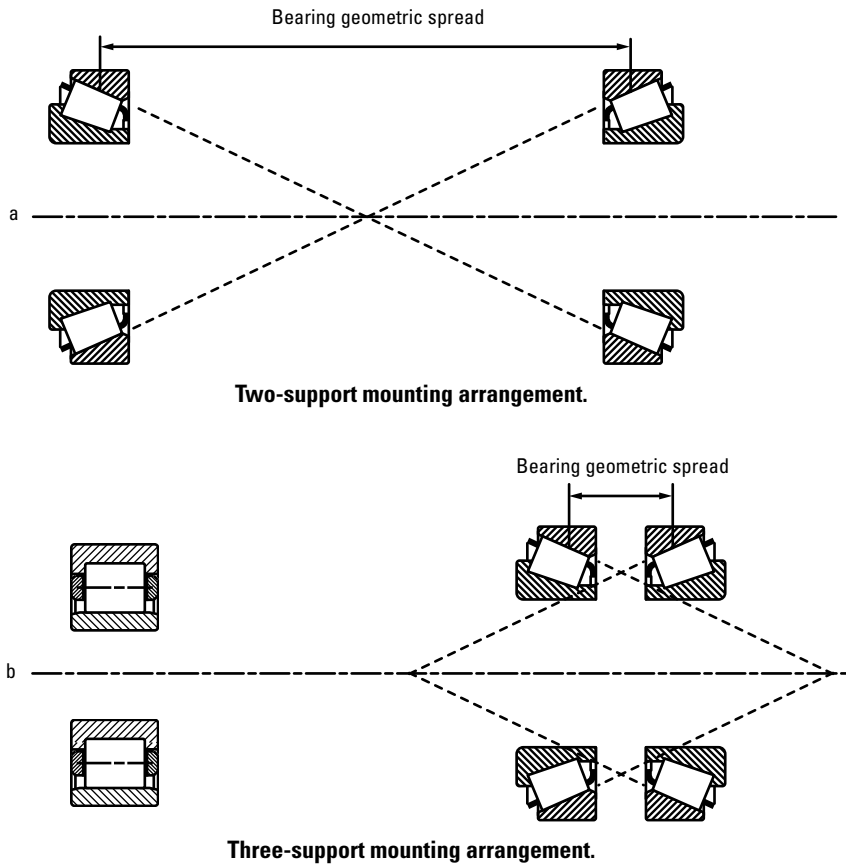 Bearing geometric spread
a
Two-support mounting arrangement.
Bearing geometric spread
b
Three-support mounting arrangement.